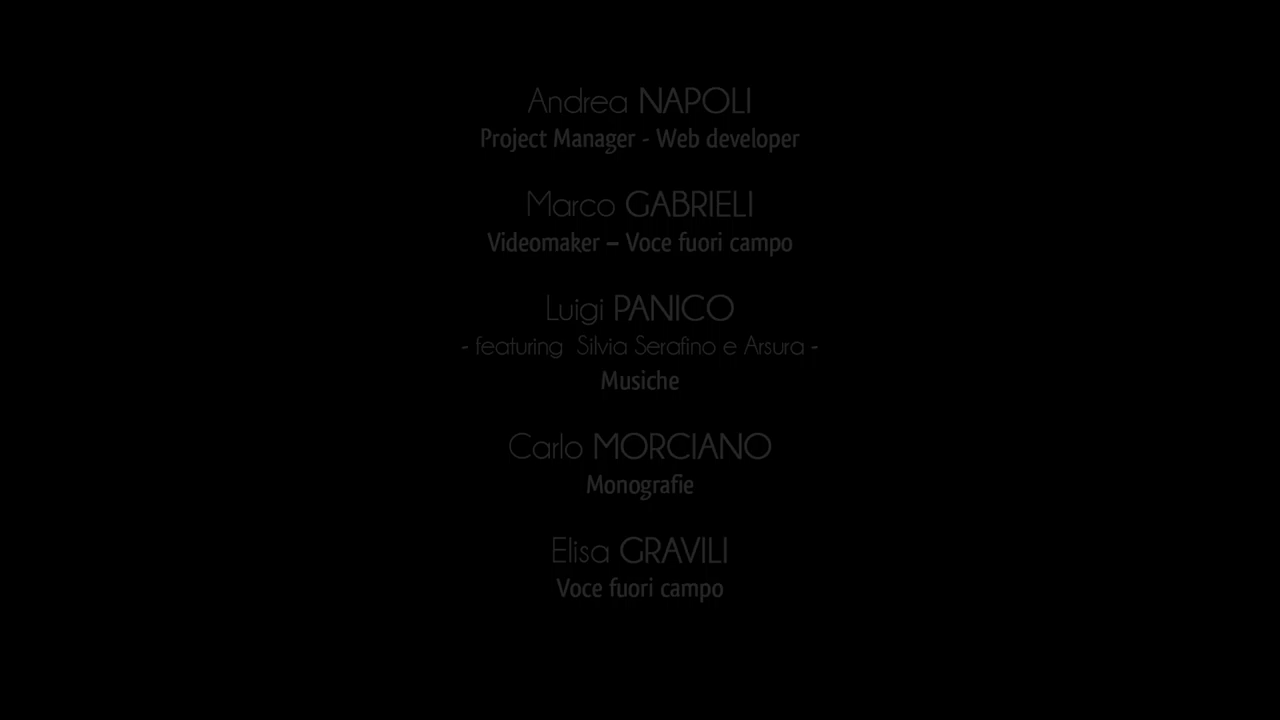 Andrea NAPOLI
Project Manager - Web developer
Marco GABRIELI
Videomaker – Voce fuori campo
Luigi PANICO
- featuring Silvia Serafino e Arsura -
Musiche
Carlo MORCIANO
Monografie
Elisa GRAVILI
Voce fuori campo